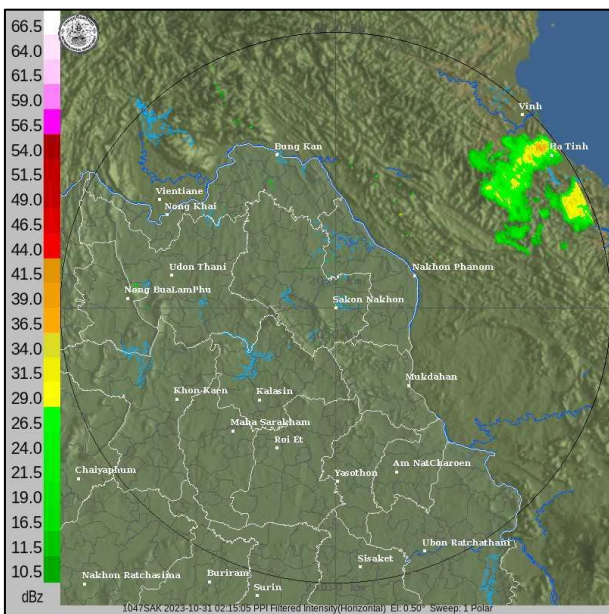 66.5
64.0
61.5
59.0
56.5
54.0
51.5
49.0
46.5
44.0
41.5
39.0
36.5
34.0
31.5
29.0
26.5
24.0
21.5
19.0
16.5
13.5
11.5
10.5
dBz
Vinh
Ha Tinh
Bung Kan
Vientiane
Nong Khai
Udon Thani
Nakhon Phanom
Nong BuaLamPhu
Sakon Nakhon
Mukdahan
Khon Kaen
Kalasin
Maha Sarakham
Roi Et
Chaiyaphum
Yasothon
Am NatCharoen
Ubon Ratchathani
Sisaket
Nakhon Ratchasima
Buriram
Surin
1047SAK 2023-10-31 02:15:05 PPI Filtered Intensity(Horizontal) El: 0.50° Sweep: 1 Polar